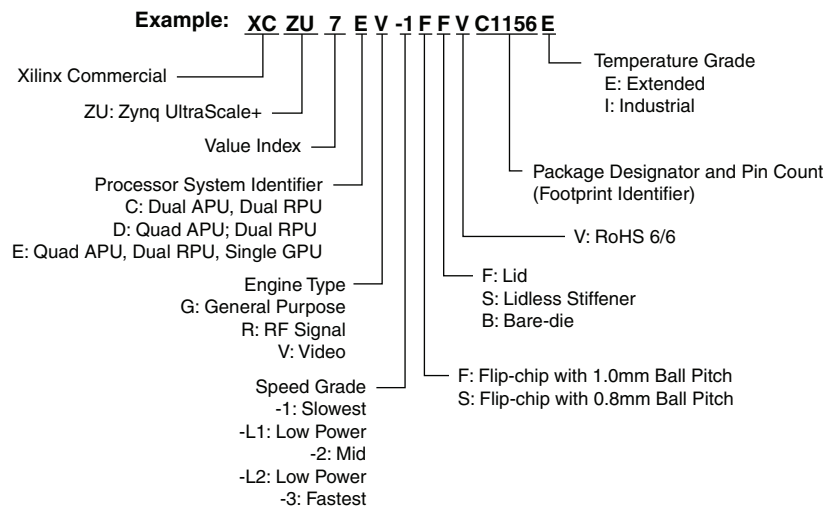 Example: XC ZU 7 E V -1 F F V C1156 E
Temperature Grade
E: Extended
I: Industrial
Xilinx Commercial
ZU: Zynq UltraScale+
Value Index
Package Designator and Pin Count
(Footprint Identifier)
Processor System Identifier
C: Dual APU, Dual RPU
D: Quad APU; Dual RPU
E: Quad APU, Dual RPU, Single GPU
V: RoHS 6/6
Engine Type
G: General Purpose
R: RF Signal
V: Video
F: Lid
S: Lidless Stiffener
B: Bare-die
F: Flip-chip with 1.0mm Ball Pitch
S: Flip-chip with 0.8mm Ball Pitch
Speed Grade
-1: Slowest
-L1: Low Power
-2: Mid
-L2: Low Power
-3: Fastest